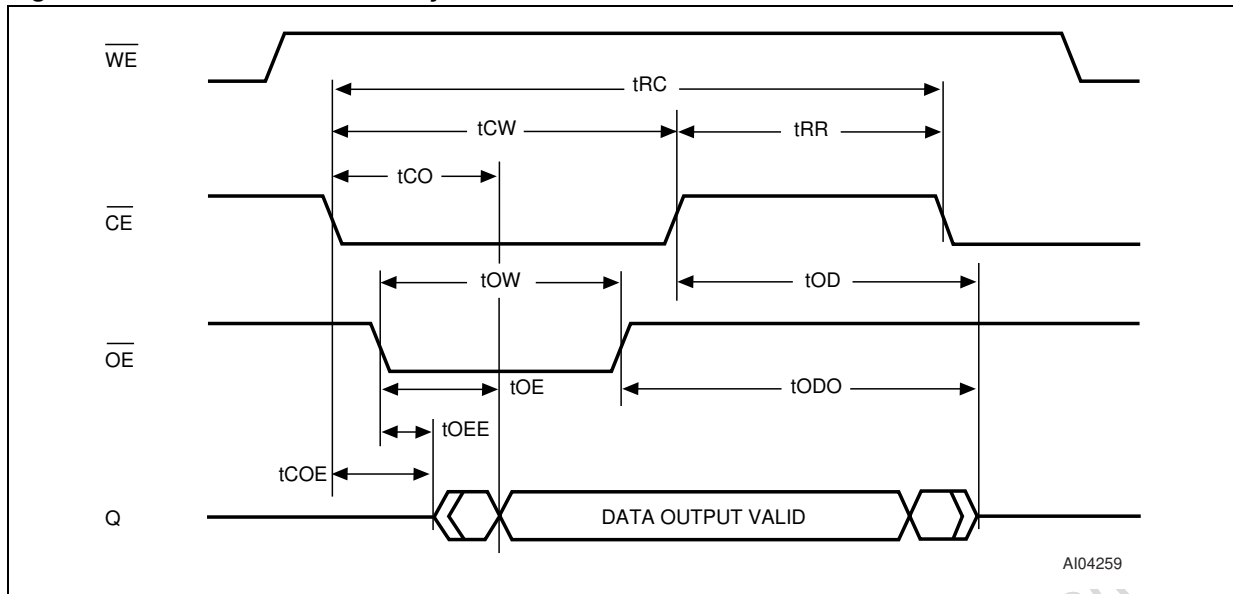 WE
tRC
tCW
tRR
tCO
CE
tOW
tOD
OE
tOE
tODO
tOEE
tCOE
Q
DATA OUTPUT VALID
AI04259